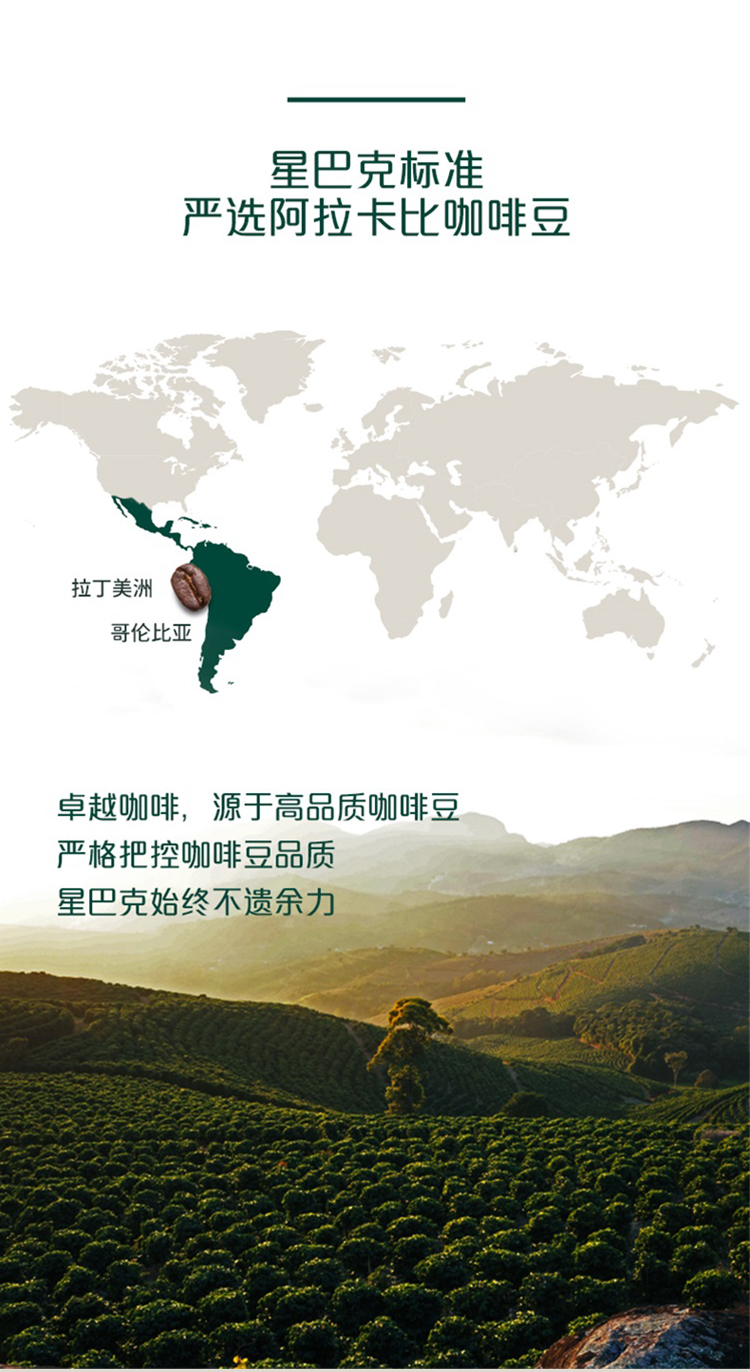 星巴克标准
严选阿拉卡比咖啡豆
拉丁美洲
哥伦比亚
卓越咖啡，源于高品质咖啡豆
严格把控咖啡豆品质
星巴克始终不遗余力